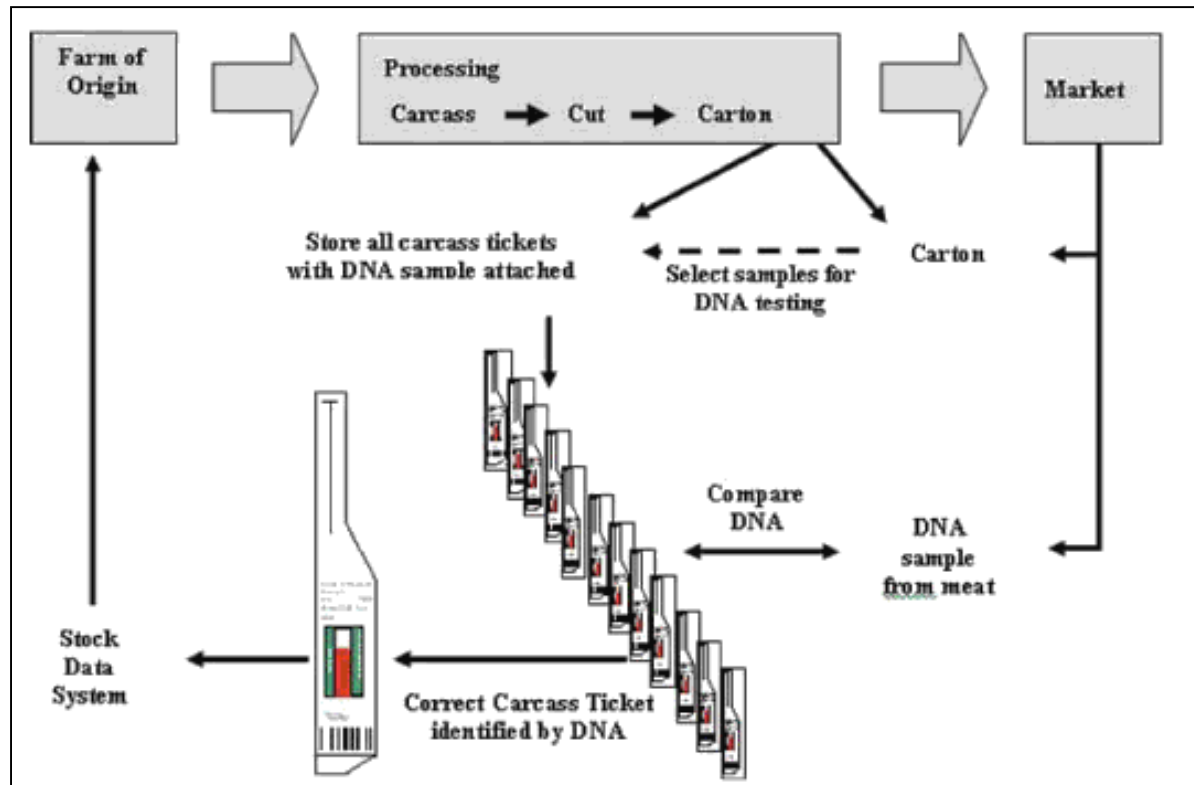 Farm of
Origin
Processing
Carcass Cut Carton
Market
Store all carcass tickets
with DNA sample attached
Select samples for
DNA testing
Carton
Compare
DNA
DNA
sample
from meat
Stock
Data
System
Correct Carcass Ticket
identified by DNA